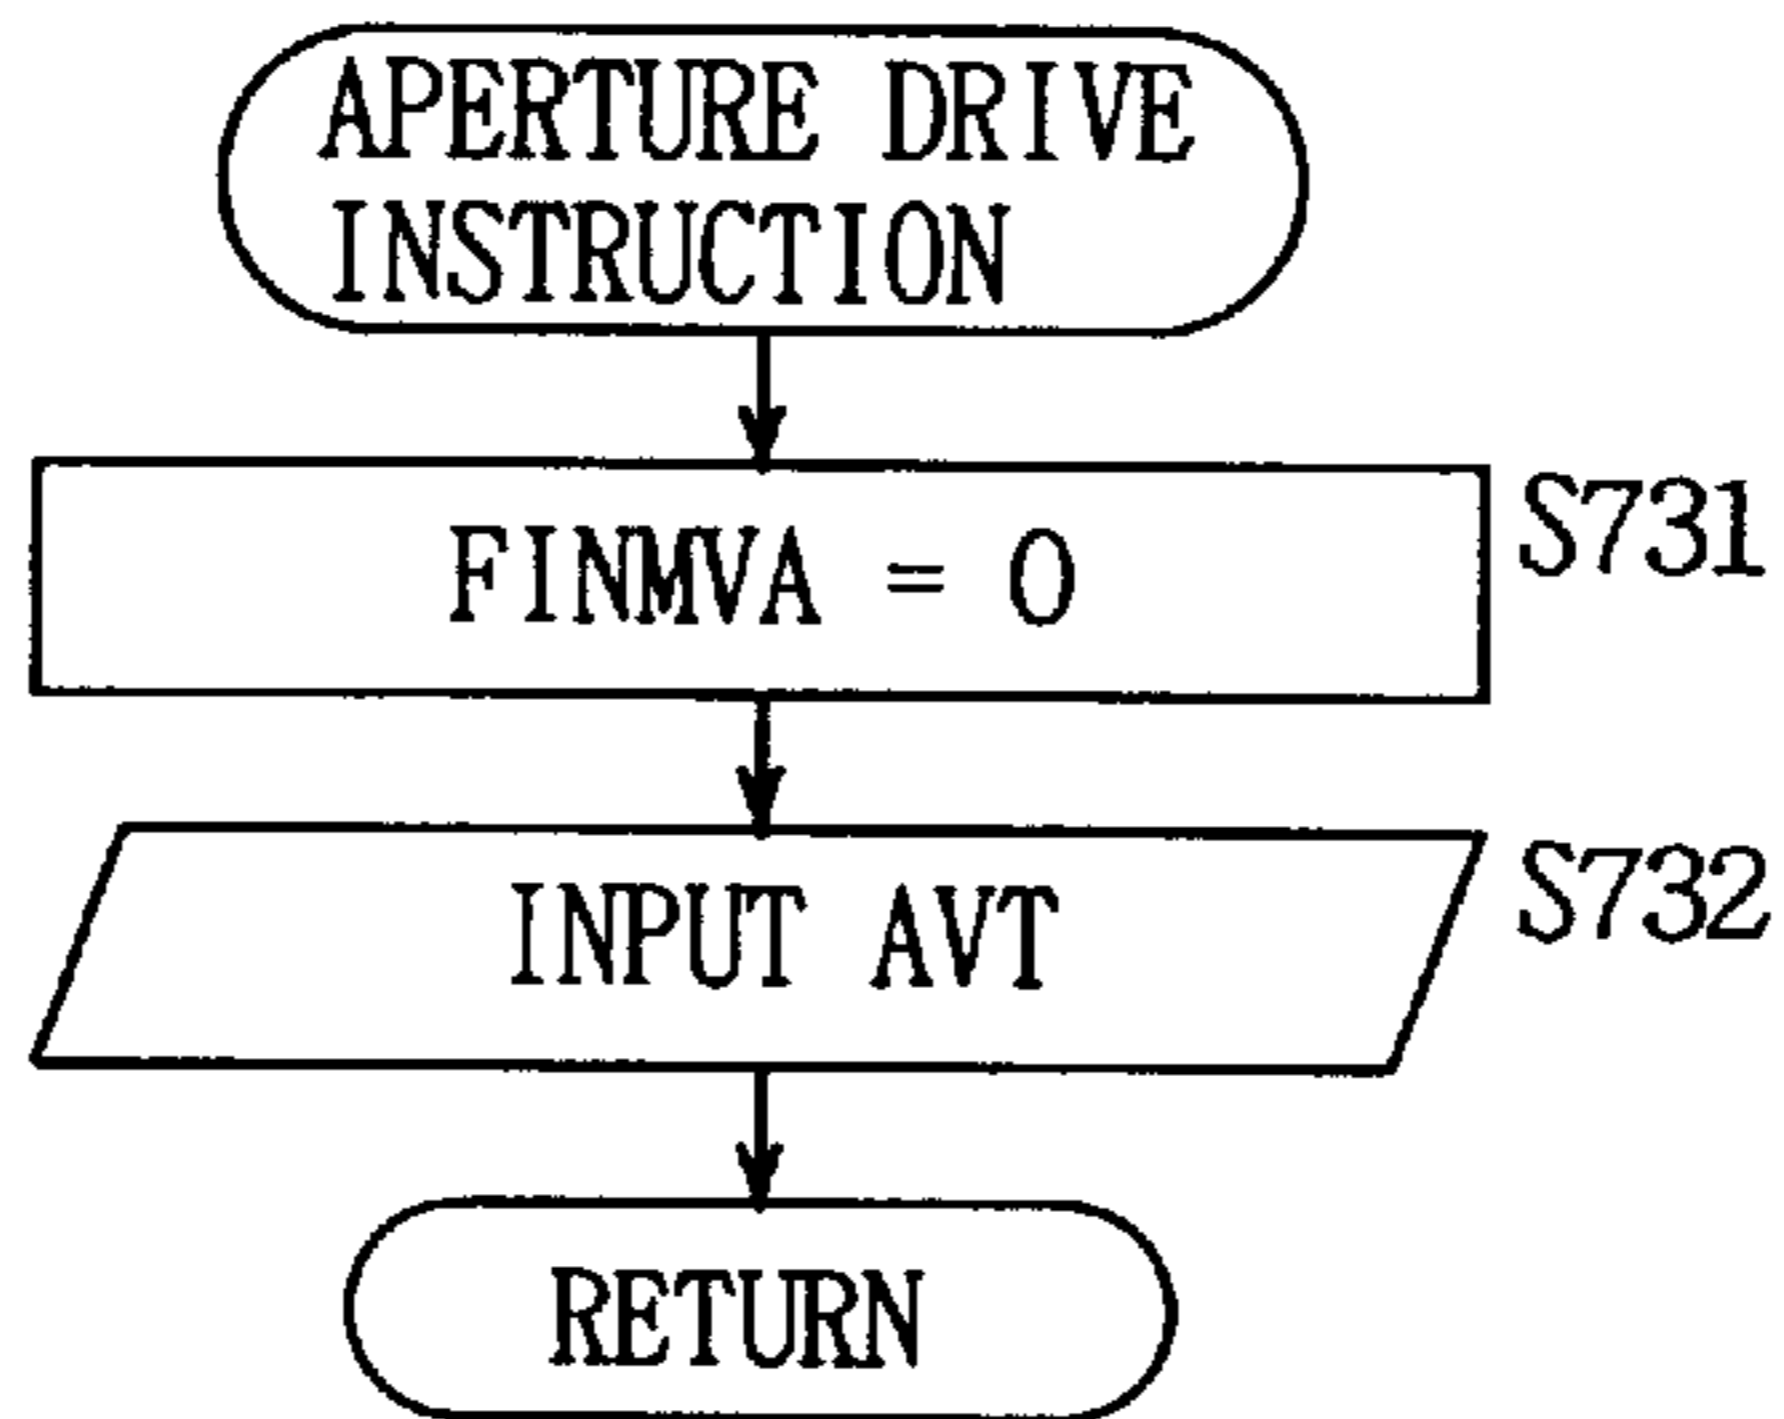 APERTURE DRIVE
INSTRUCTION
FINMVA = 0
S731
INPUT AVT
S732
RETURN